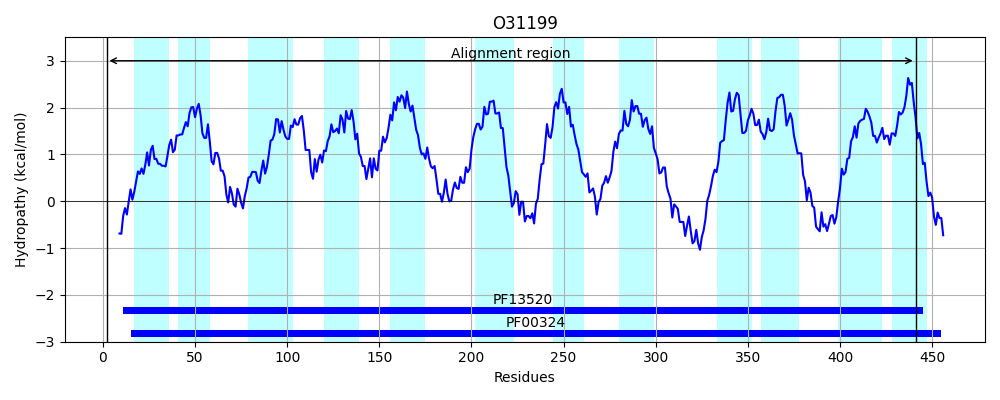 O31199
Alignment region
Hydropathy (kcal/mol)
3
2
1
0
−1
−2
−3
PF13520
PF00324
0 50 100 150 200 250 300 350 400 450
Residues